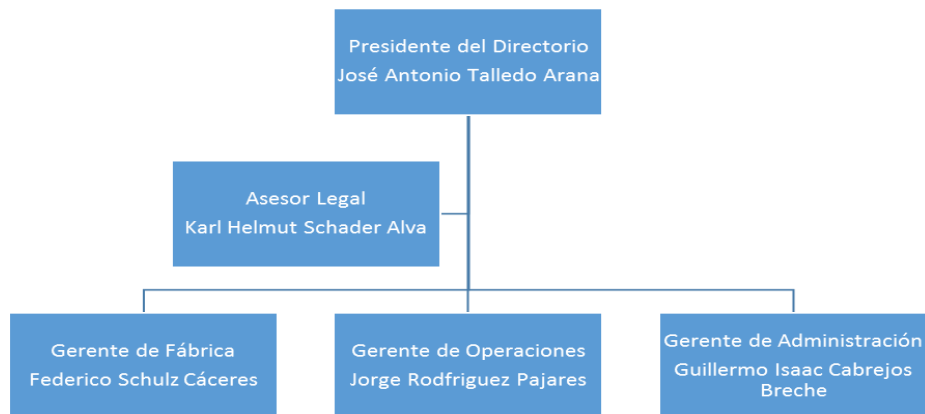 Presidente del Directorio
José Antonio Talledo Arana
Asesor Legal
Karl Helmut Schader Alva
Gerente de Fábrica
Federico Schulz Cáceres
Gerente de Operaciones
Jorge Rodfriguez Pajares
Gerente de Administración
Guillermo Isaac Cabrejos
Breche